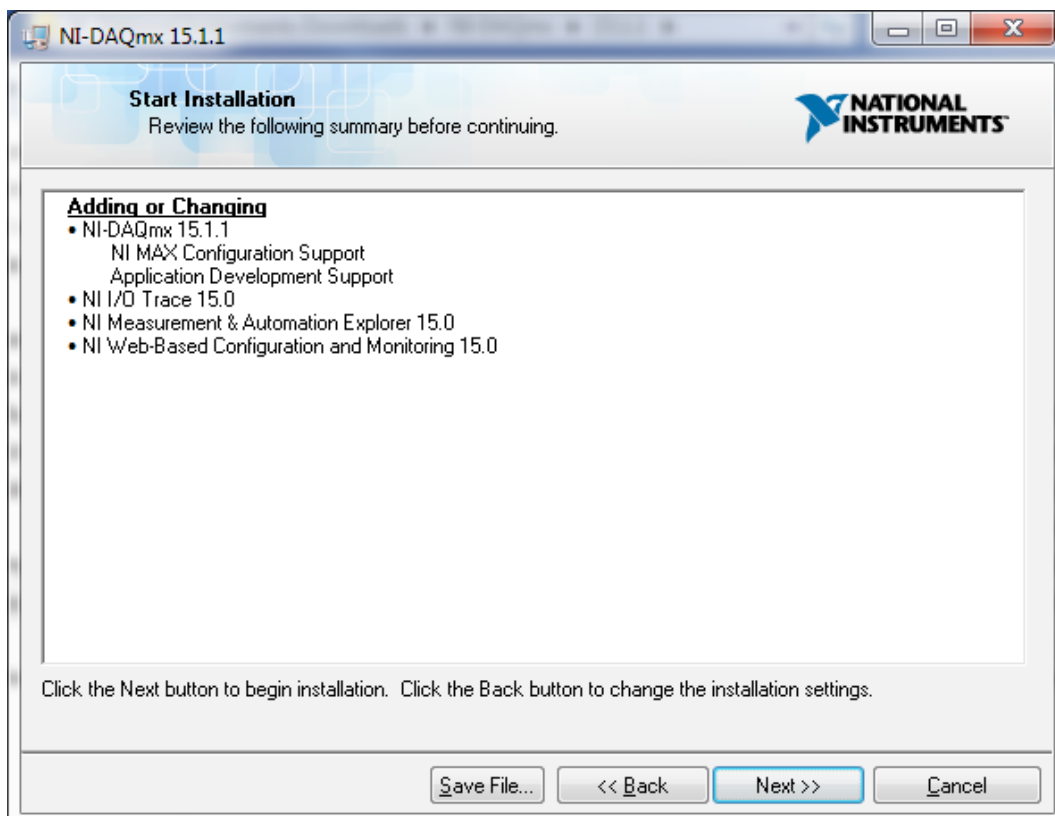 NI-DAQmx 15.1.1
Start Installation
Review the following summary before continuing.
NATIONAL
INSTRUMENTS™
Adding or Changing
• NI-DAQmx 15.1.1
NI MAX Configuration Support
Application Development Support
• NI I/O Trace 15.0
• NI Measurement & Automation Explorer 15.0
• NI Web-Based Configuration and Monitoring 15.0
Click the Next button to begin installation.  Click the Back button to change the installation settings.
Save File...
<< Back
Next >>
Cancel